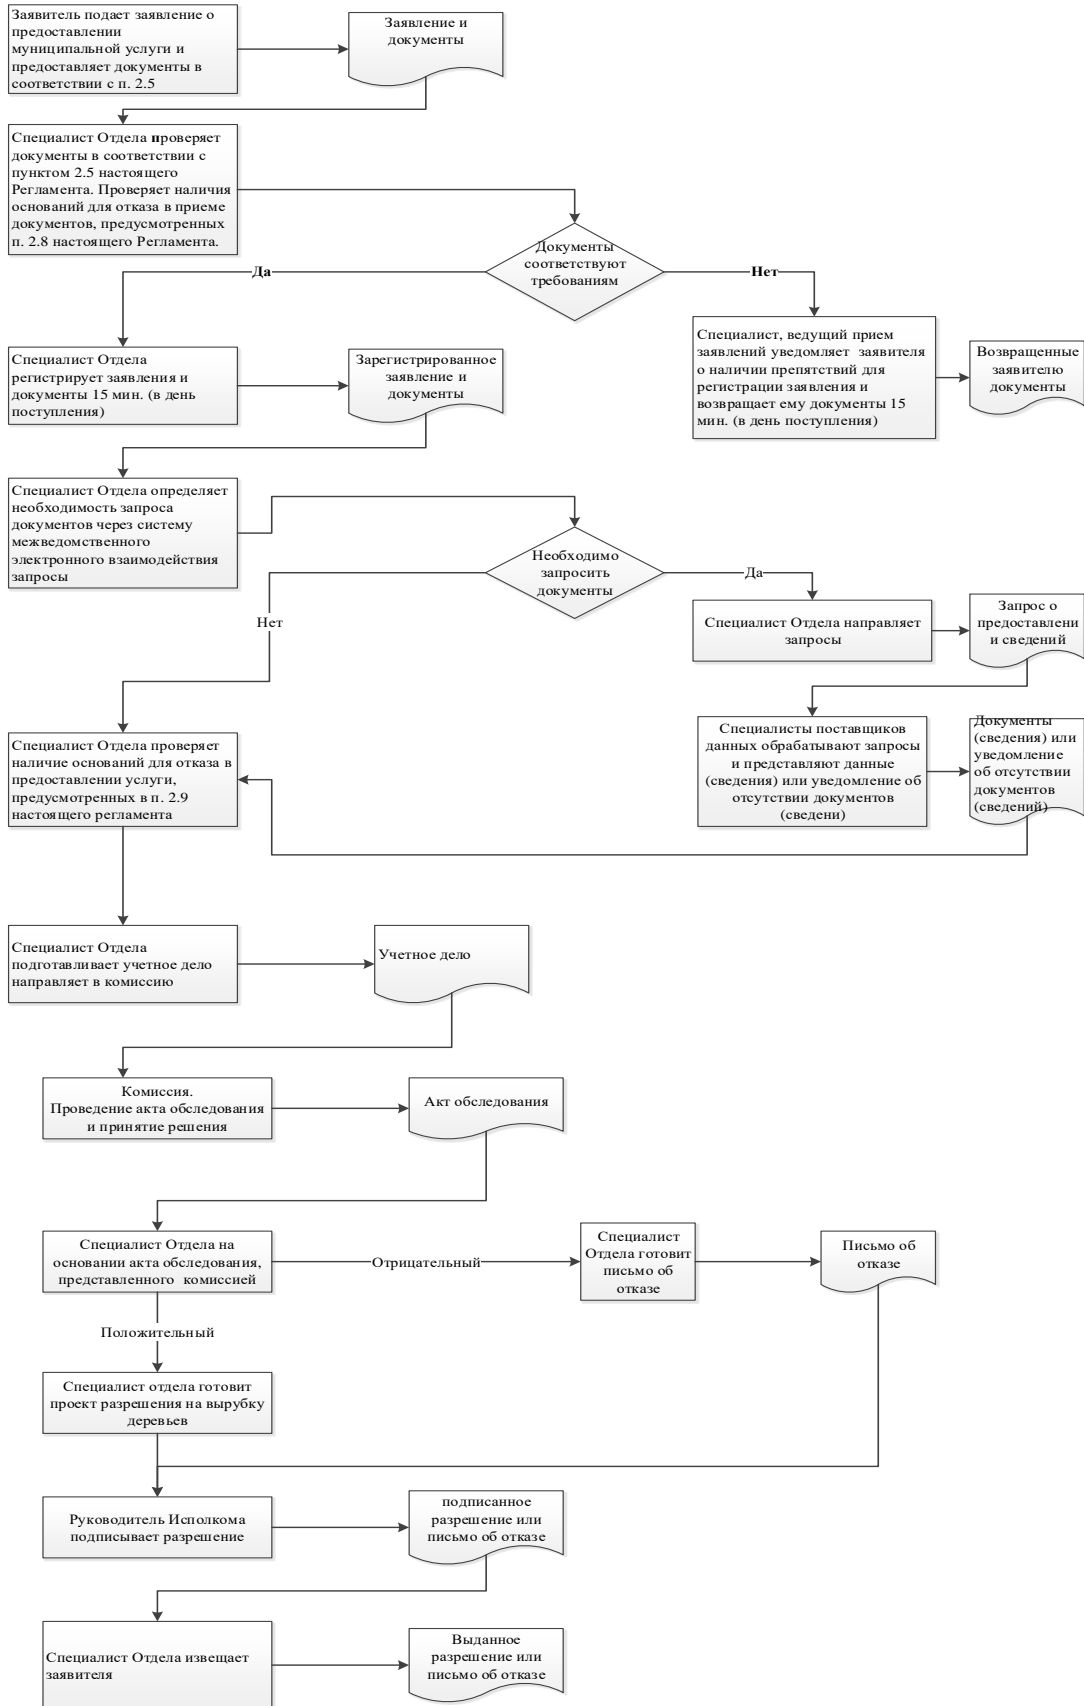 Заявитель подает заявление о
предоставлении
муниципальной услуги и
предоставляет документы в
соответствии с п. 2.5
Заявление и
документы
Специалист Отдела проверяет
документы в соответствии с
пунктом 2.5 настоящего
Регламента. Проверяет наличия
оснований для отказа в приеме
документов, предусмотренных
п. 2.8 настоящего Регламента.
Документы
соответствуют
требованиям
Да
Нет
Специалист Отдела
регистрирует заявления и
документы 15 мин. (в день
поступления)
Зарегистрированное
заявление и
документы
Специалист, ведущий прием
заявлений уведомляет заявителя
о наличии препятствий для
регистрации заявления и
возвращает ему документы 15
мин. (в день поступления)
Возвращенные
заявителю
документы
Специалист Отдела определяет
необходимость запроса
документов через систему
межведомственного
электронного взаимодействия
запросы
Необходимо
запросить
документы
Да
Нет
Специалист Отдела направляет
запросы
Запрос о
предоставлени
и сведений
Специалист Отдела проверяет
наличие оснований для отказа в
предоставлении услуги,
предусмотренных в п. 2.9
настоящего регламента
Специалисты поставщиков
данных обрабатывают запросы
и представляют данные
(сведения) или уведомление об
отсутствии документов
(сведени)
Документы
(сведения) или
уведомление
об отсутствии
документов
(сведений)
Специалист Отдела
подготавливает учетное дело
направляет в комиссию
Учетное дело
Комиссия.
Проведение акта обследования
и принятие решения
Акт обследования
Специалист Отдела на
основании акта обследования,
представленного комиссией
Отрицательный
Специалист
Отдела готовит
письмо об
отказе
Письмо об
отказе
Положительный
Специалист отдела готовит
проект разрешения на вырубку
деревьев
Руководитель Исполкома
подписывает разрешение
подписанное
разрешение или
письмо об отказе
Специалист Отдела извещает
заявителя
Выданное
разрешение или
письмо об отказе